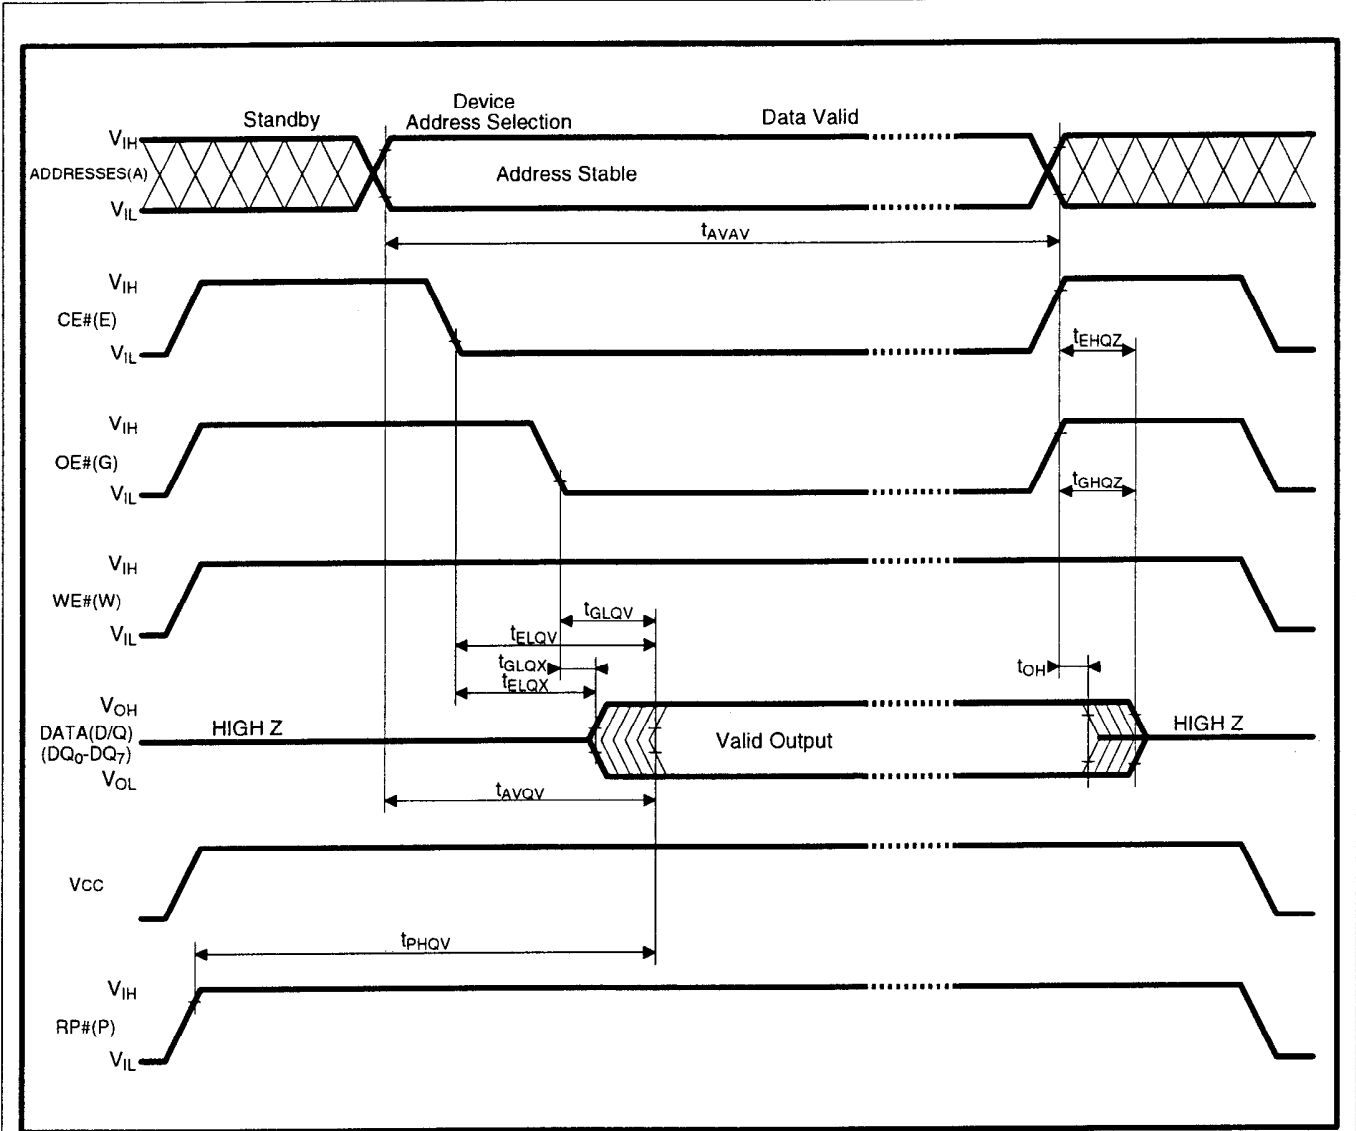 Standby
Device
Address Selection
Data Valid
VIH
ADDRESSES(A)
Address Stable
VIL
tAVAV
VIH
CE#(E)
VIL
tEHQZ
VIH
OE#(G)
VIL
tGHQZ
VIH
WE#(W)
VIL
tGLQV
tELQV
tGLQX
tOH
tELQX
VOH
DATA(D/Q)
(DQ0-DQ7)
HIGH Z
Valid Output
HIGH Z
VOL
tAVQV
VCC
tPHQV
VIH
RP#(P)
VIL